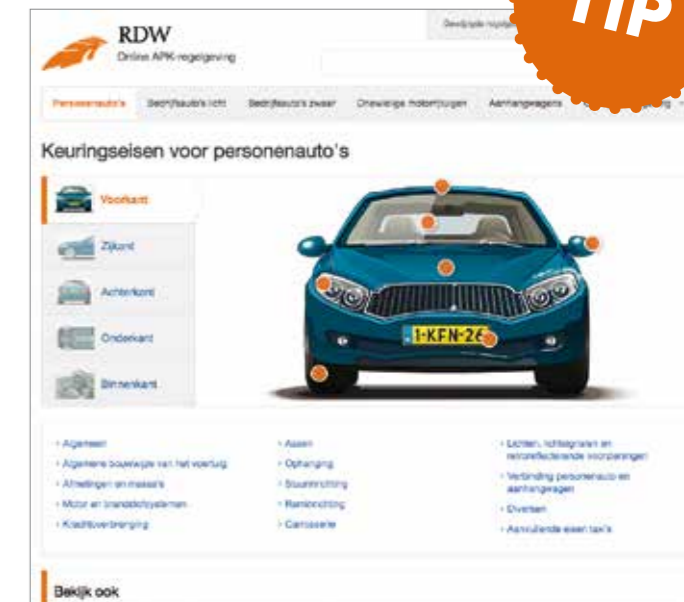 TIP
RDW
Online APK-regelgeving
Personenauto's Bedrijfsauto's licht Bedrijfsauto's zwaar Driewielige motorrijtuigen Aanhangwagens
Keuringseisen voor personenauto's
Voorkant
Zijkant
Achterkant
Onderkant
Binnenkant
1-KFN-26
› Algemeen
› Algemene bouwwijze van het voertuig
› Afmetingen en massa's
› Motor en brandstofsystemen
› Krachtoverbrenging
› Assen
› Ophanging
› Stuurinrichting
› Reminrichting
› Carrosserie
› Lichten, lichtsignalen en
retroreflecterende voorzieningen
› Verbinding personenauto en
aanhangwagen
› Diversen
› Aanvullende eisen taxi's
Bekijk ook